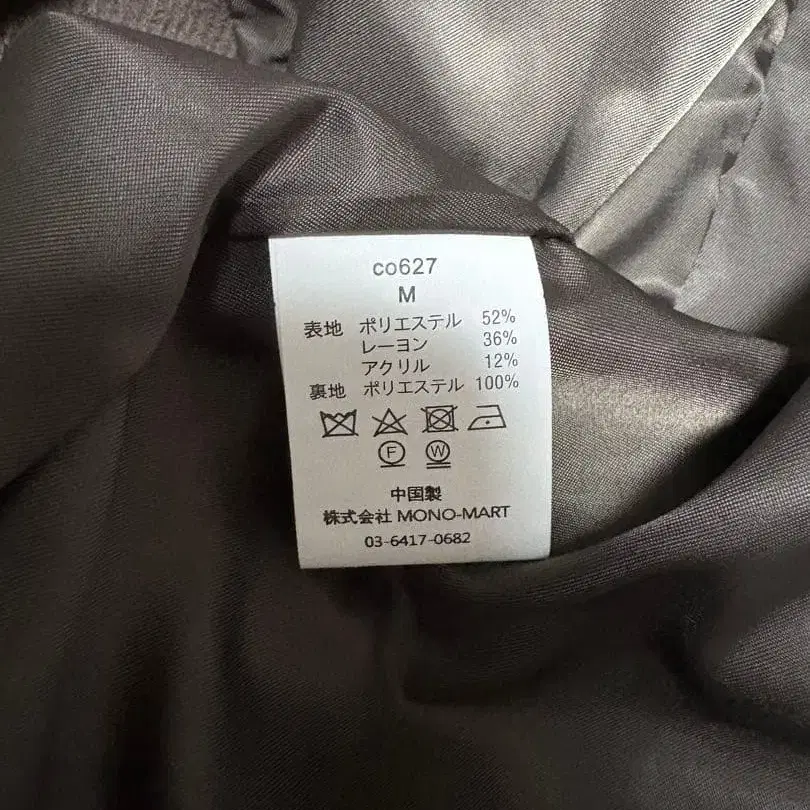 co627
M
表地 ポリエステル 52%
レーヨン 36%
アクリル 12%
裏地 ポリエステル 100%
F W
中国製
株式会社 MONO-MART
03-6417-0682